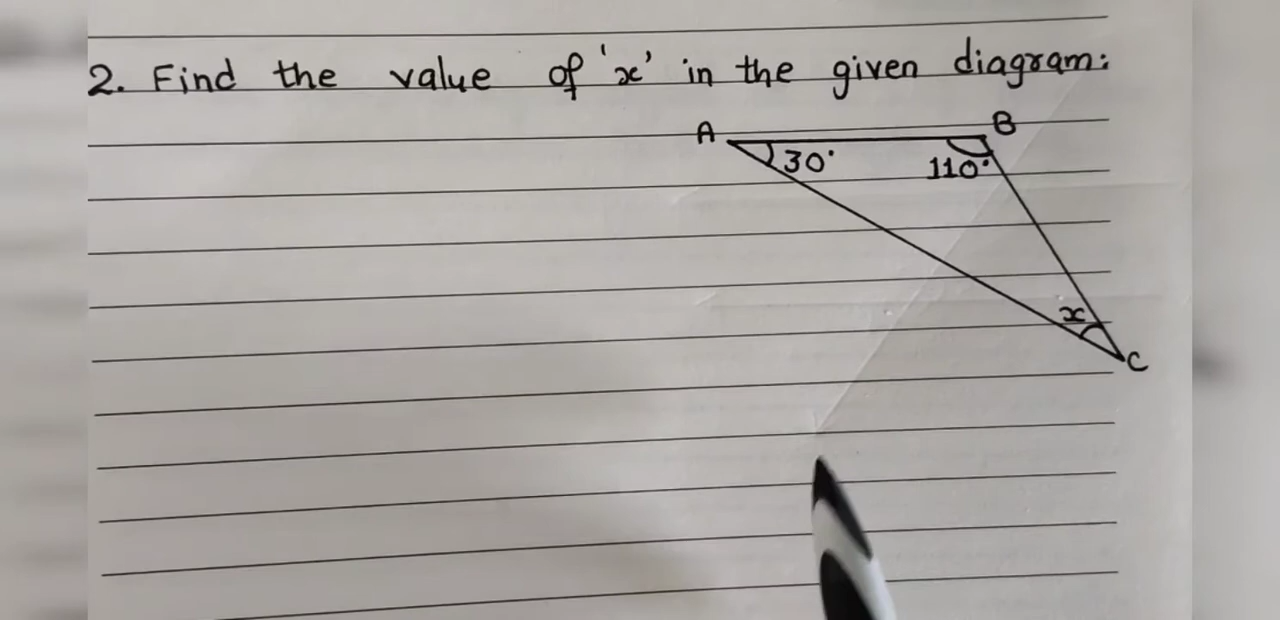 2. Find the value of 'x' in the given diagram:
A B
30° 110°
x
C